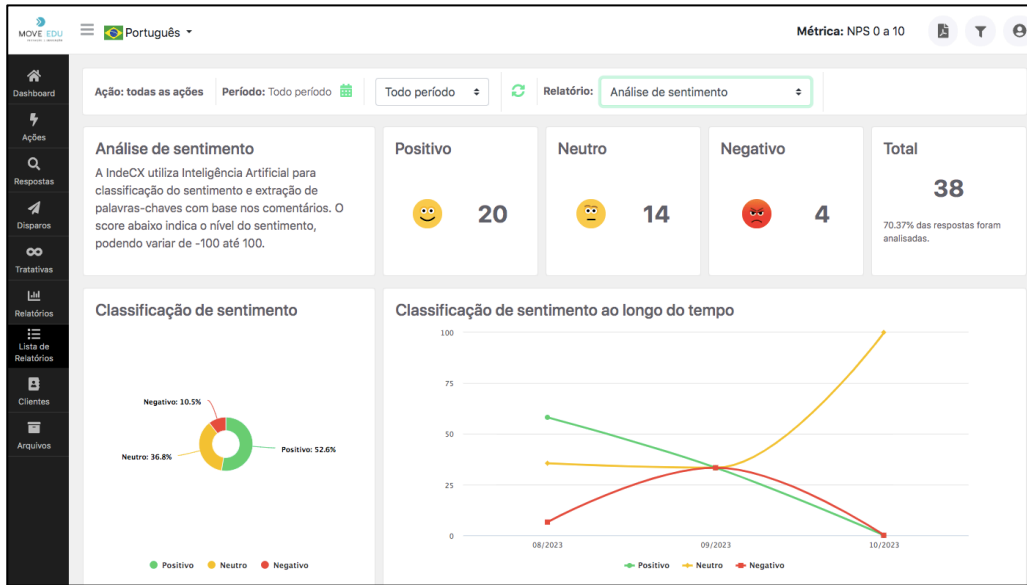 MOVE EDU
Português
Métrica: NPS 0 a 10
Dashboard
Ações
Respostas
Disparos
Tratativas
Relatórios
Lista de
Relatórios
Clientes
Arquivos
Ação: todas as ações
Período: Todo período
Todo período
Relatório:
Análise de sentimento
Análise de sentimento
A IndeCX utiliza Inteligência Artificial para
classificação do sentimento e extração de
palavras-chaves com base nos comentários. O
score abaixo indica o nível do sentimento,
podendo variar de -100 até 100.
Positivo
20
Neutro
14
Negativo
4
Total
38
70.37% das respostas foram
analisadas.
Classificação de sentimento
Negativo: 10.5%
Neutro: 36.8%
Positivo: 52.6%
Positivo Neutro Negativo
Classificação de sentimento ao longo do tempo
100
75
50
25
0
08/2023 09/2023 10/2023
Positivo Neutro Negativo